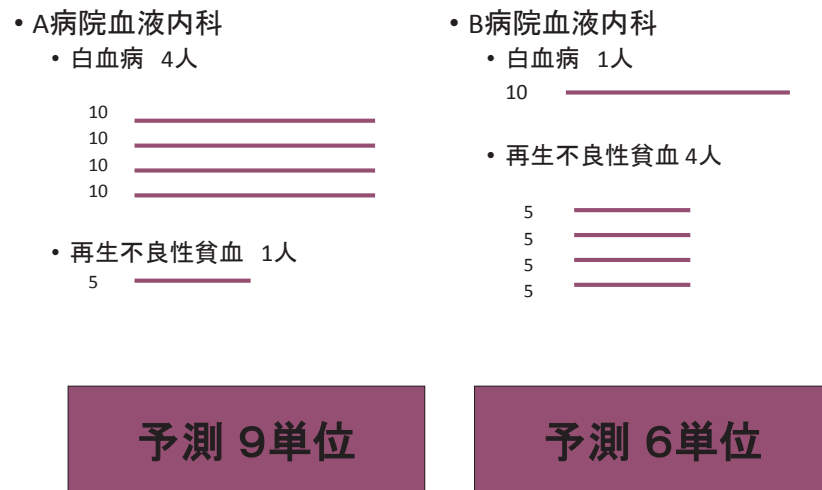 • A病院血液内科
• 白血病 4人
10
10
10
10
• 再生不良性貧血 1人
5
予測 9単位
• B病院血液内科
• 白血病 1人
10
• 再生不良性貧血 4人
5
5
5
5
予測 6単位